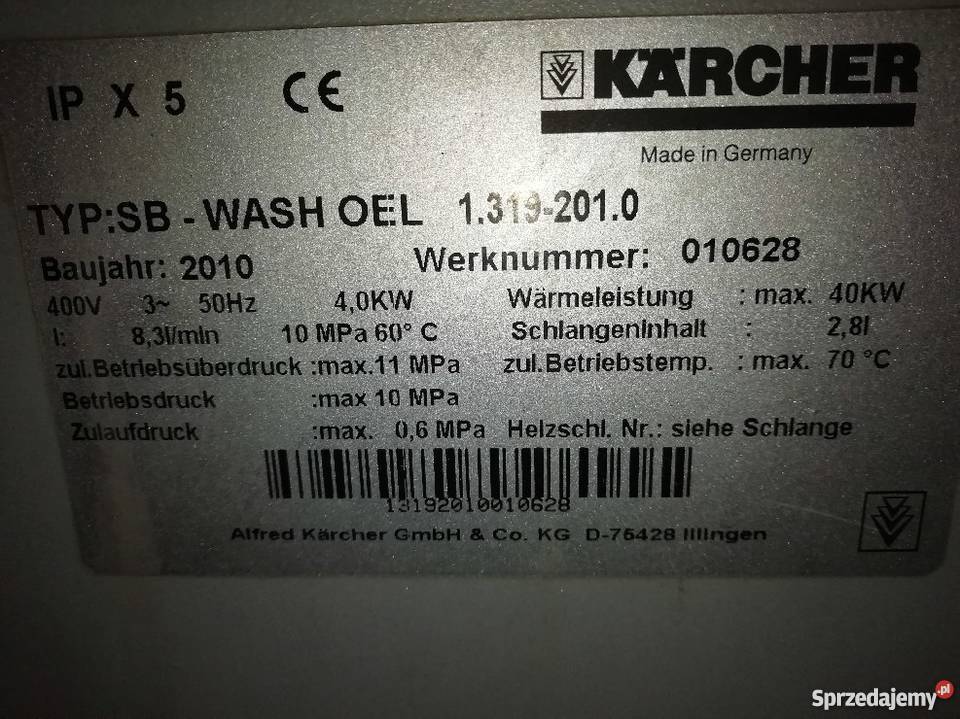 IP X 5 CE KÄRCHER
Made in Germany
TYP:SB - WASH OEL 1.319-201.0
Baujahr: 2010 Werknummer: 010628
400V 3~ 50Hz 4,0KW Wärmeleistung : max. 40KW
I: 8,3l/min 10 MPa 60° C Schlangeninhalt : 2,8l
zul.Betriebsüberdruck :max.11 MPa zul.Betriebstemp. : max. 70 °C
Betriebsdruck :max 10 MPa
Zulaufdruck :max. 0,6 MPa Heizschl. Nr.: siehe Schlange
13192010010628
Alfred Kärcher GmbH & Co. KG D-75428 Illingen
Sprzedajemy.pl